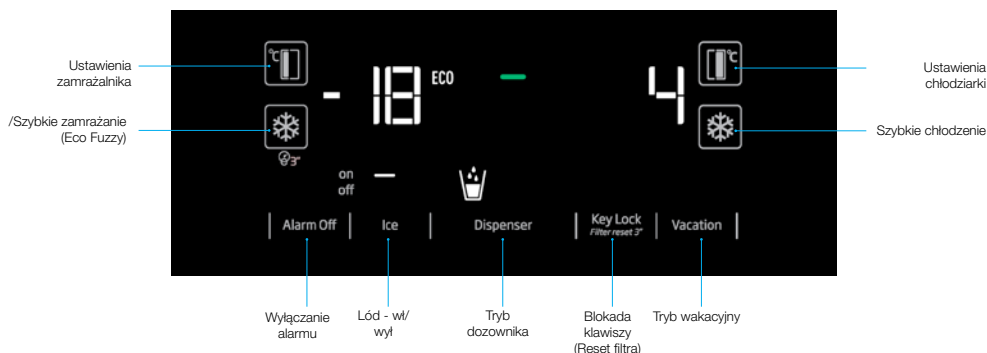 Ustawienia
zamrażalnika
/Szybkie zamrażanie
(Eco Fuzzy)
°C
- 18 ECO
4
°C
3"
Ustawienia
chłodziarki
Szybkie chłodzenie
on
off
Alarm Off
Ice
Dispenser
Key Lock
Filter reset 3"
Vacation
Wyłączanie
alarmu
Lód - wł/
wył
Tryb
dozownika
Blokada
klawiszy
(Reset filtra)
Tryb wakacyjny